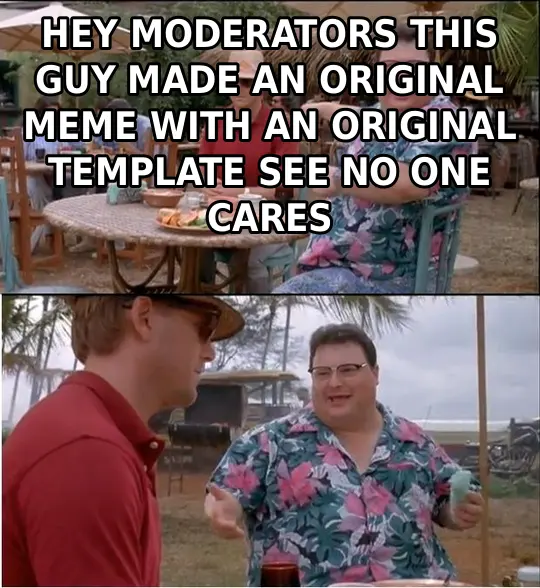 HEY MODERATORS THIS
GUY MADE AN ORIGINAL
MEME WITH AN ORIGINAL
TEMPLATE SEE NO ONE
CARES